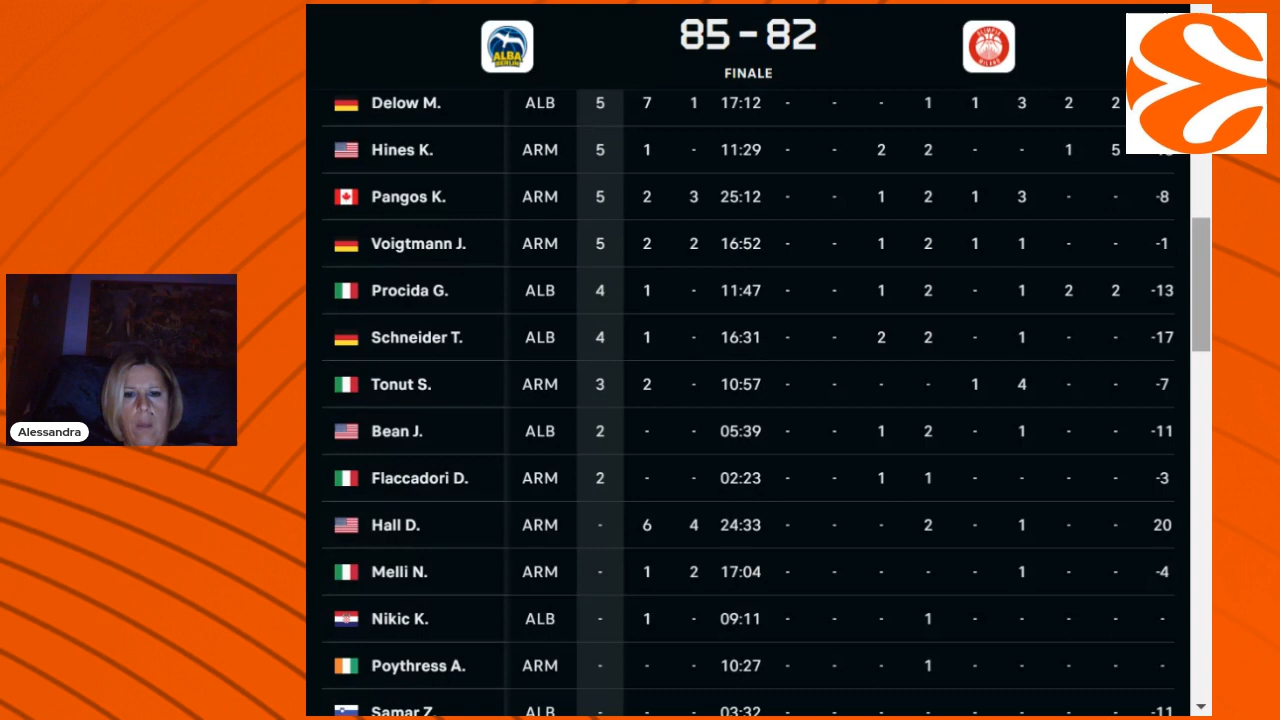 85 - 82
ALBA
BERLIN
OLIMPIA
MILANO
FINALE
Delow M. ALB 5 7 1 17:12 - - - 1 1 3 2 2
Hines K. ARM 5 1 - 11:29 - - 2 2 - - 1 5
Pangos K. ARM 5 2 3 25:12 - - 1 2 1 3 - - -8
Voigtmann J. ARM 5 2 2 16:52 - - 1 2 1 1 - - -1
Procida G. ALB 4 1 - 11:47 - - 1 2 - 1 2 2 -13
Schneider T. ALB 4 1 - 16:31 - - 2 2 - 1 - - -17
Tonut S. ARM 3 2 - 10:57 - - - - 1 4 - - -7
Bean J. ALB 2 - - 05:39 - - 1 2 - 1 - - -11
Flaccadori D. ARM 2 - - 02:23 - - 1 1 - - - - -3
Hall D. ARM - 6 4 24:33 - - - 2 - 1 - - 20
Melli N. ARM - 1 2 17:04 - - - - - 1 - - -4
Nikic K. ALB - 1 - 09:11 - - - 1 - - - - -
Poythress A. ARM - - - 10:27 - - - 1 - - - - -
Samar Z. ALB - - - 03:32 - - - - - - - - -11
Alessandra